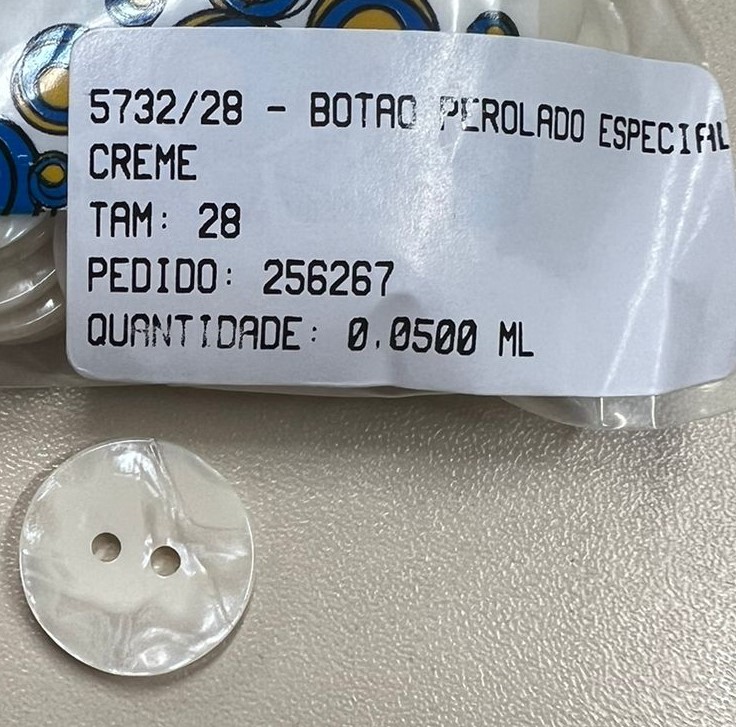 5732/28 - BOTAO PEROLADO ESPECIAL
CREME
TAM: 28
PEDIDO: 256267
QUANTIDADE: 0.0500 ML